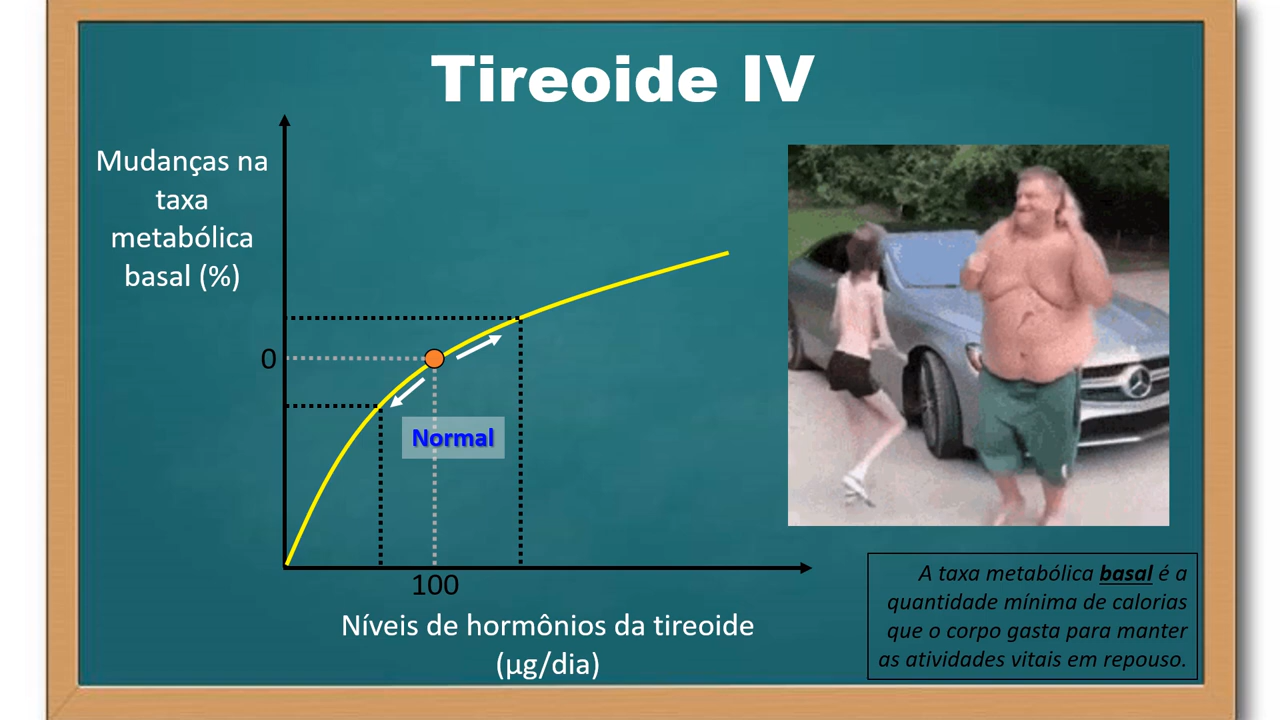 Tireoide IV
Mudanças na
taxa
metabólica
basal (%)
0
Normal
100
Níveis de hormônios da tireoide
(µg/dia)
A taxa metabólica basal é a
quantidade mínima de calorias
que o corpo gasta para manter
as atividades vitais em repouso.